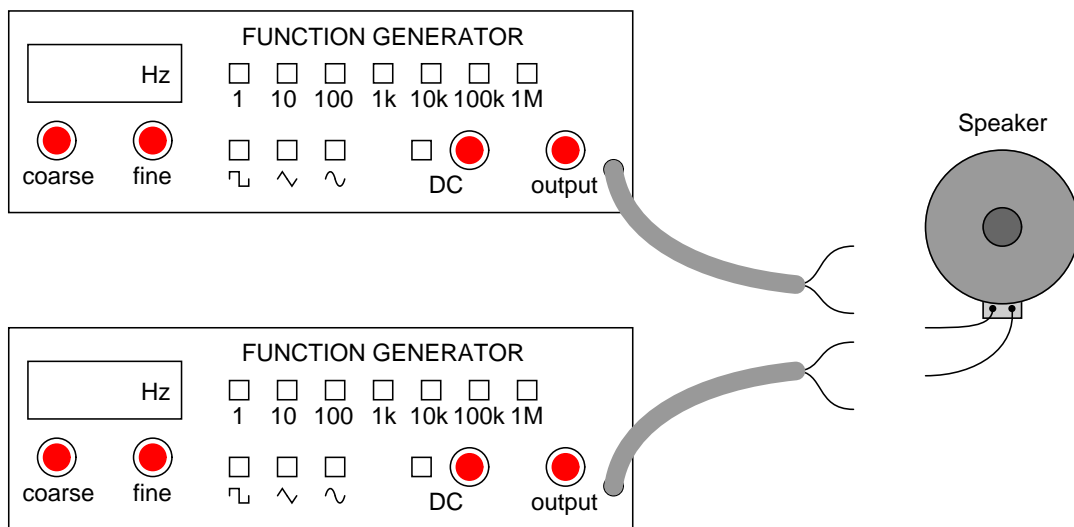 FUNCTION GENERATOR
Hz
1 10 100 1k 10k 100k 1M
coarse fine
DC output
Speaker
FUNCTION GENERATOR
Hz
1 10 100 1k 10k 100k 1M
coarse fine
DC output